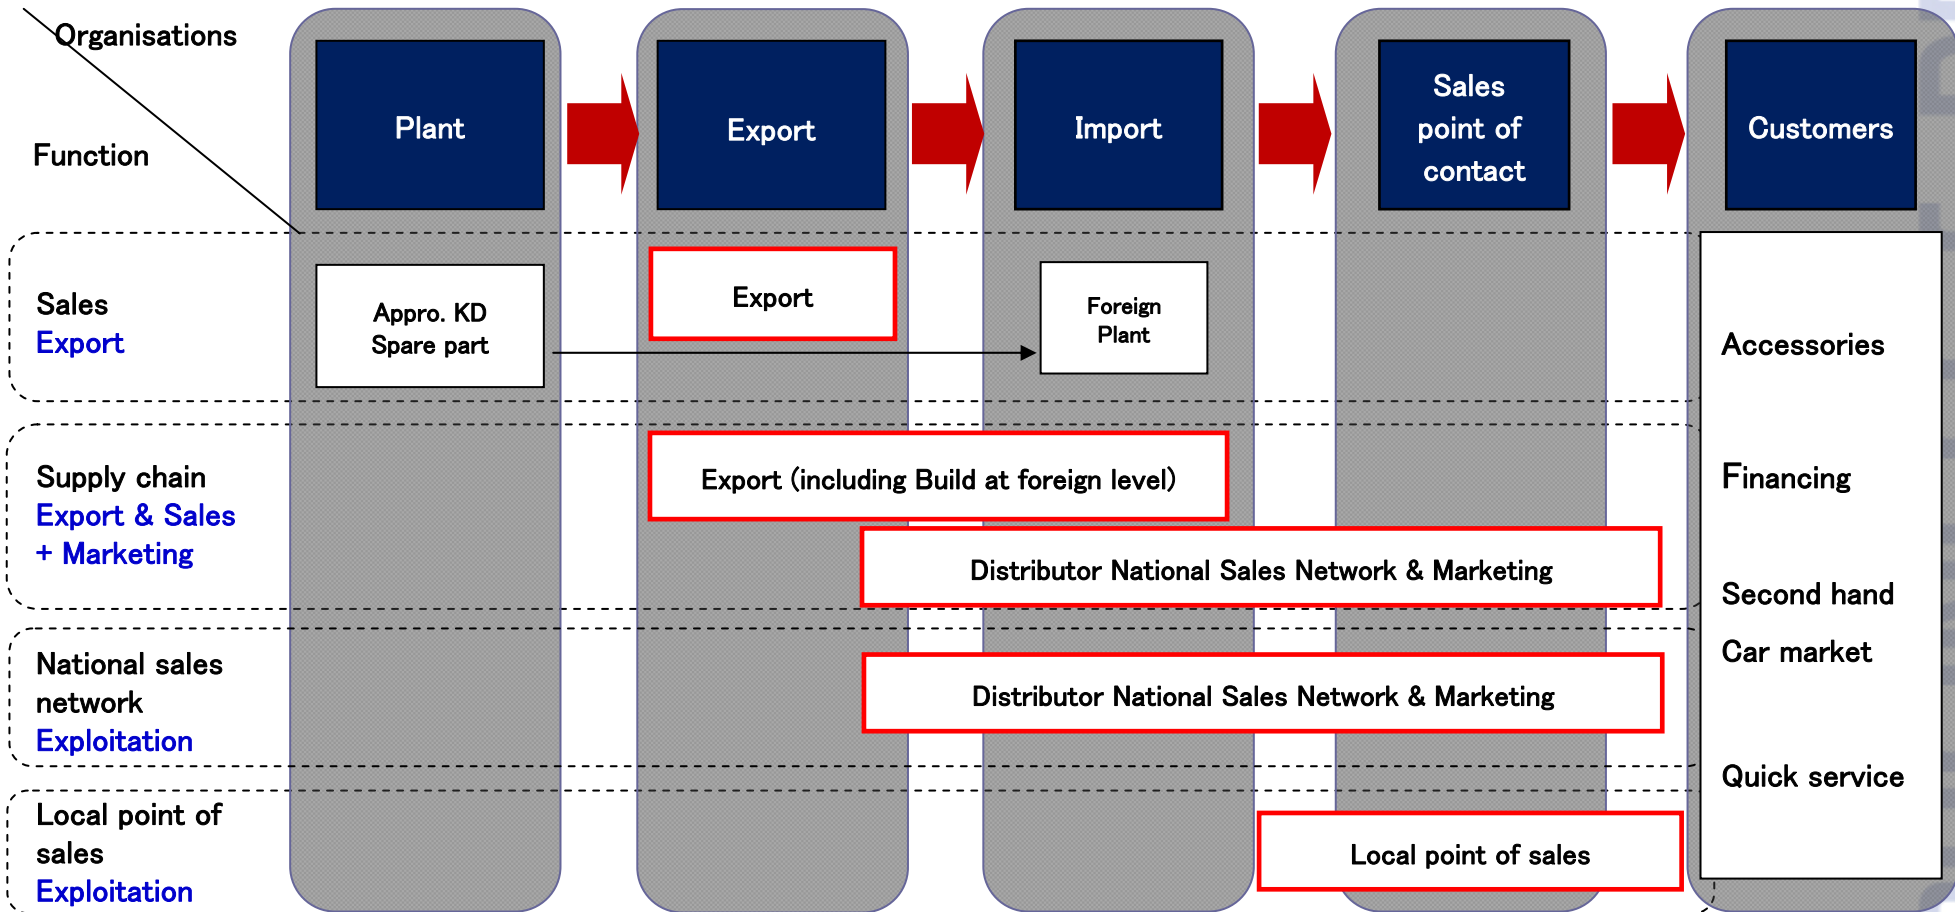 Organisations
Function
Plant
Export
Import
Sales
point of
contact
Customers
Sales
Export
Appro. KD
Spare part
Export
Foreign
Plant
Accessories
Supply chain
Export & Sales
+ Marketing
Export (including Build at foreign level)
Distributor National Sales Network & Marketing
Financing
Second hand
Car market
National sales
network
Exploitation
Distributor National Sales Network & Marketing
Quick service
Local point of
sales
Exploitation
Local point of sales